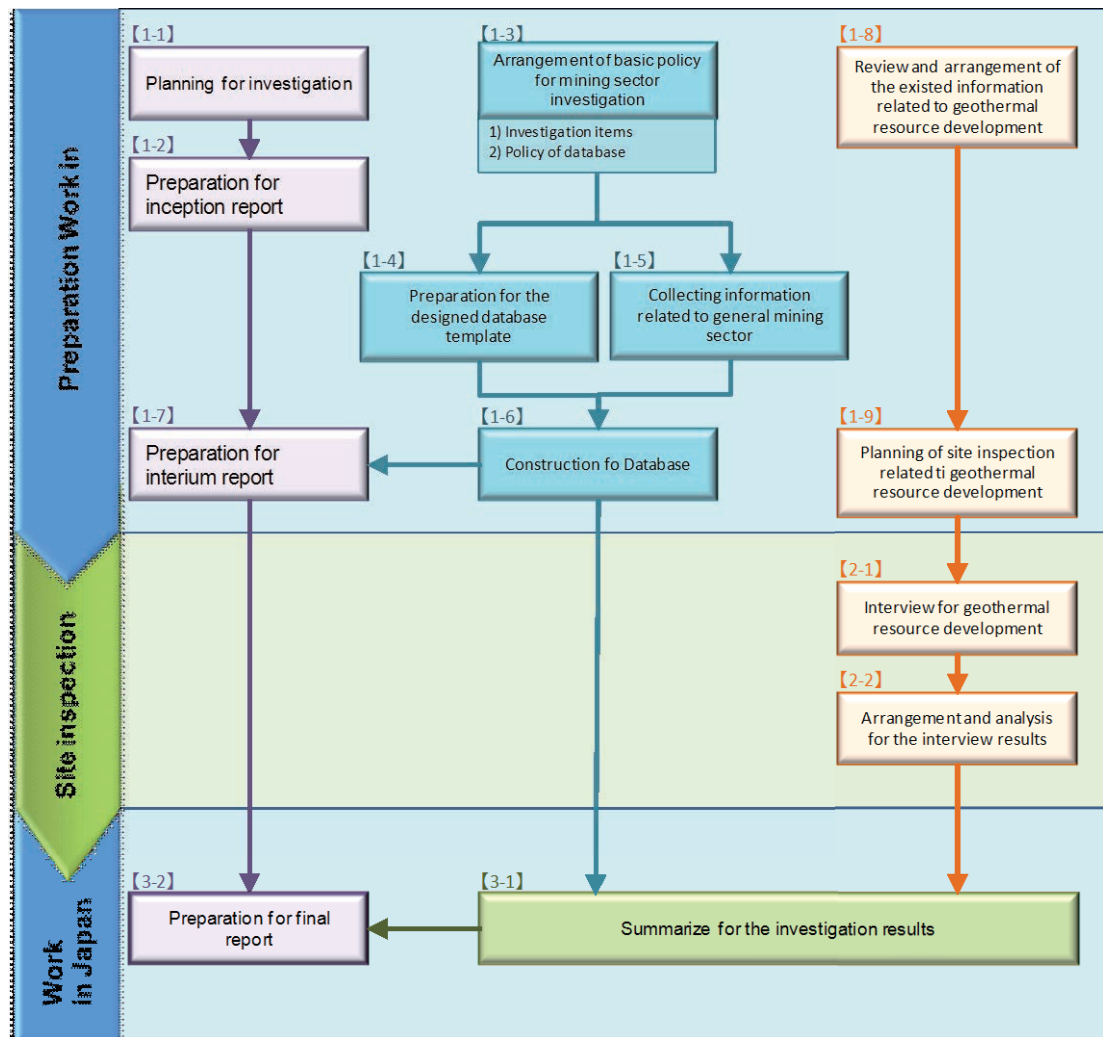 Preparation Work in
Site inspection
Work
in Japan
【1-1】
Planning for investigation
【1-2】
Preparation for
inception report
【1-3】
Arrangement of basic policy
for mining sector
investigation
1) Investigation items
2) Policy of database
【1-4】
Preparation for the
designed database
template
【1-5】
Collecting information
related to general mining
sector
【1-6】
Construction fo Database
【1-7】
Preparation for
interium report
【1-8】
Review and arrangement of
the existed information
related to geothermal
resource development
【1-9】
Planning of site inspection
related ti geothermal
resource development
【2-1】
Interview for geothermal
resource development
【2-2】
Arrangement and analysis
for the interview results
【3-2】
Preparation for final
report
【3-1】
Summarize for the investigation results